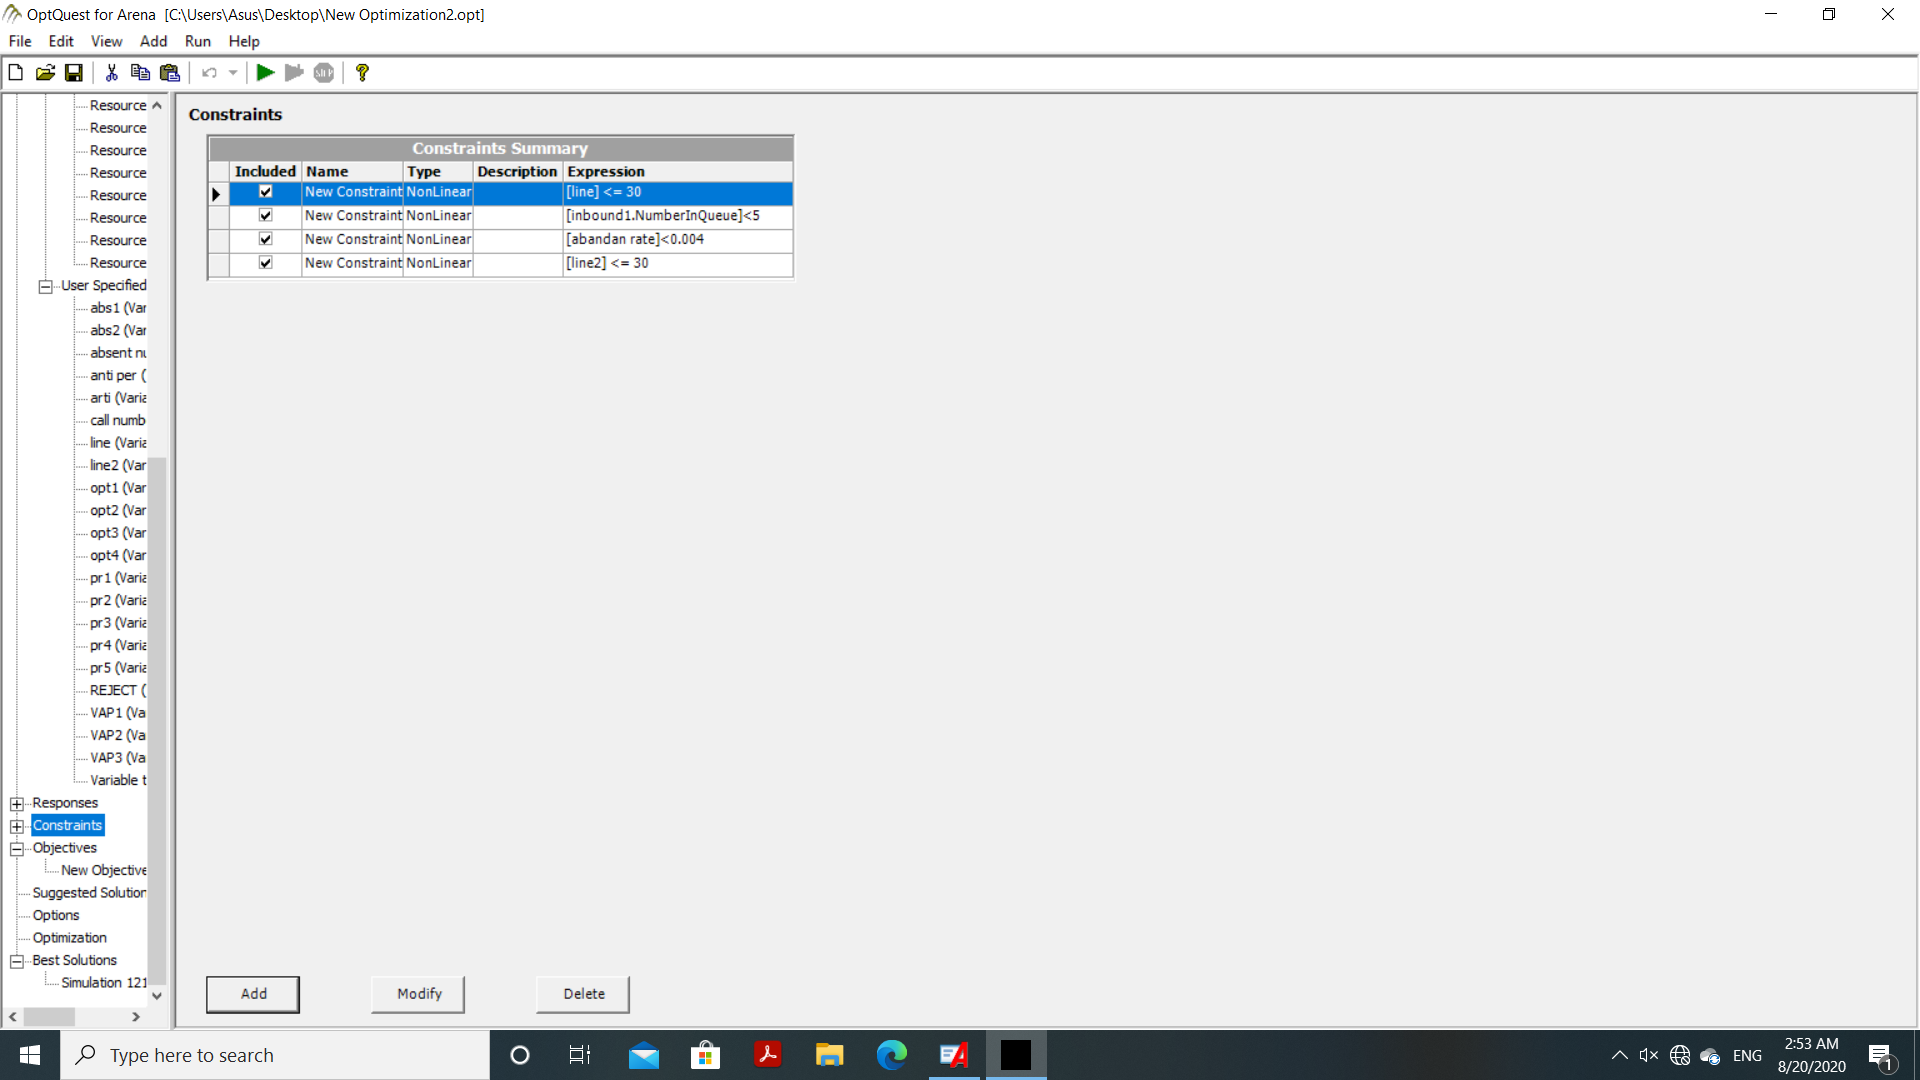 OptQuest for Arena [C:\Users\Asus\Desktop\New Optimization2.opt]
File Edit View Add Run Help
Resource
Resource
Resource
Resource
Resource
Resource
Resource
Resource
User Specified
abs1 (Var
abs2 (Var
absent nu
anti per (
arti (Varia
call numb
line (Varia
line2 (Var
opt1 (Var
opt2 (Var
opt3 (Var
opt4 (Var
pr1 (Varia
pr2 (Varia
pr3 (Varia
pr4 (Varia
pr5 (Varia
REJECT (
VAP1 (Va
VAP2 (Va
VAP3 (Va
Variable t
Responses
Constraints
Objectives
New Objective
Suggested Solution
Options
Optimization
Best Solutions
Simulation 121
Constraints
Constraints Summary
Included Name Type Description Expression
New Constraint NonLinear [line] <= 30
New Constraint NonLinear [inbound1.NumberInQueue]<5
New Constraint NonLinear [abandan rate]<0.004
New Constraint NonLinear [line2] <= 30
Add Modify Delete
Type here to search
ENG
2:53 AM
8/20/2020
1